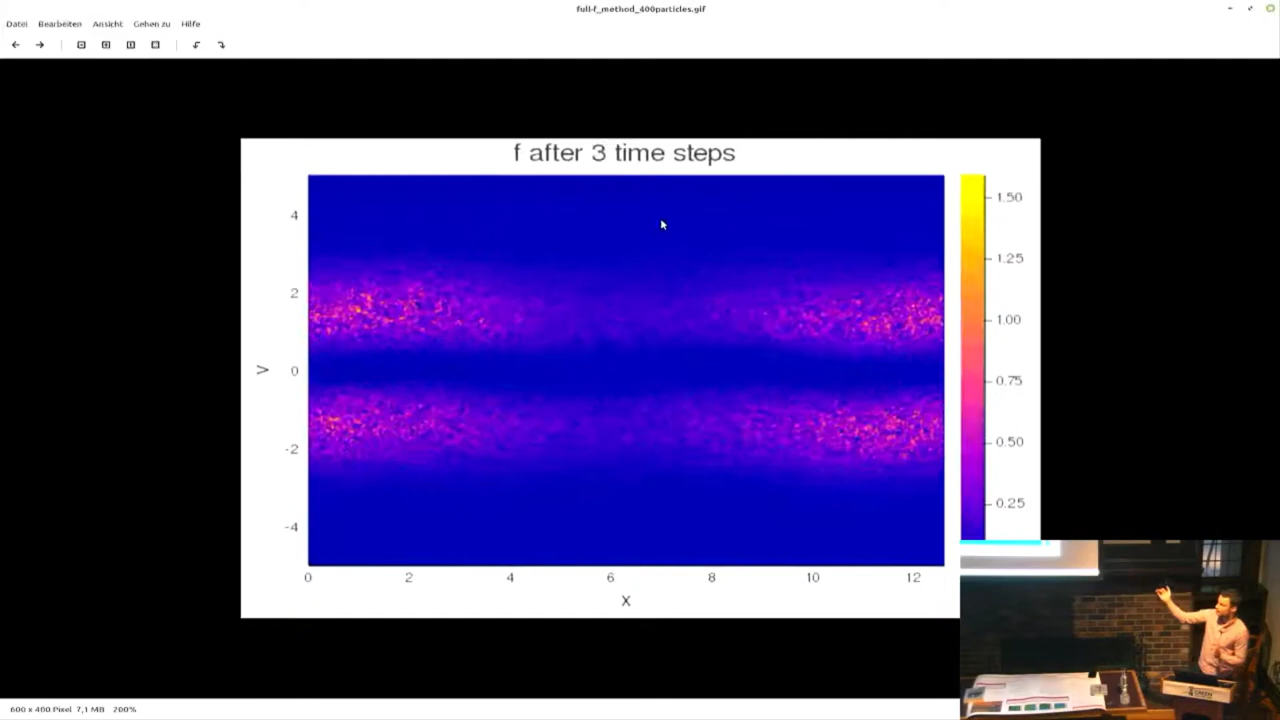 full-f_method_400particles.gif
Datei Bearbeiten Ansicht Gehen zu Hilfe
f after 3 time steps
4
2
0
-2
-4
V
0 2 4 6 8 10 12
X
1.50
1.25
1.00
0.75
0.50
0.25
600 x 400 Pixel 7,1 MB 200%